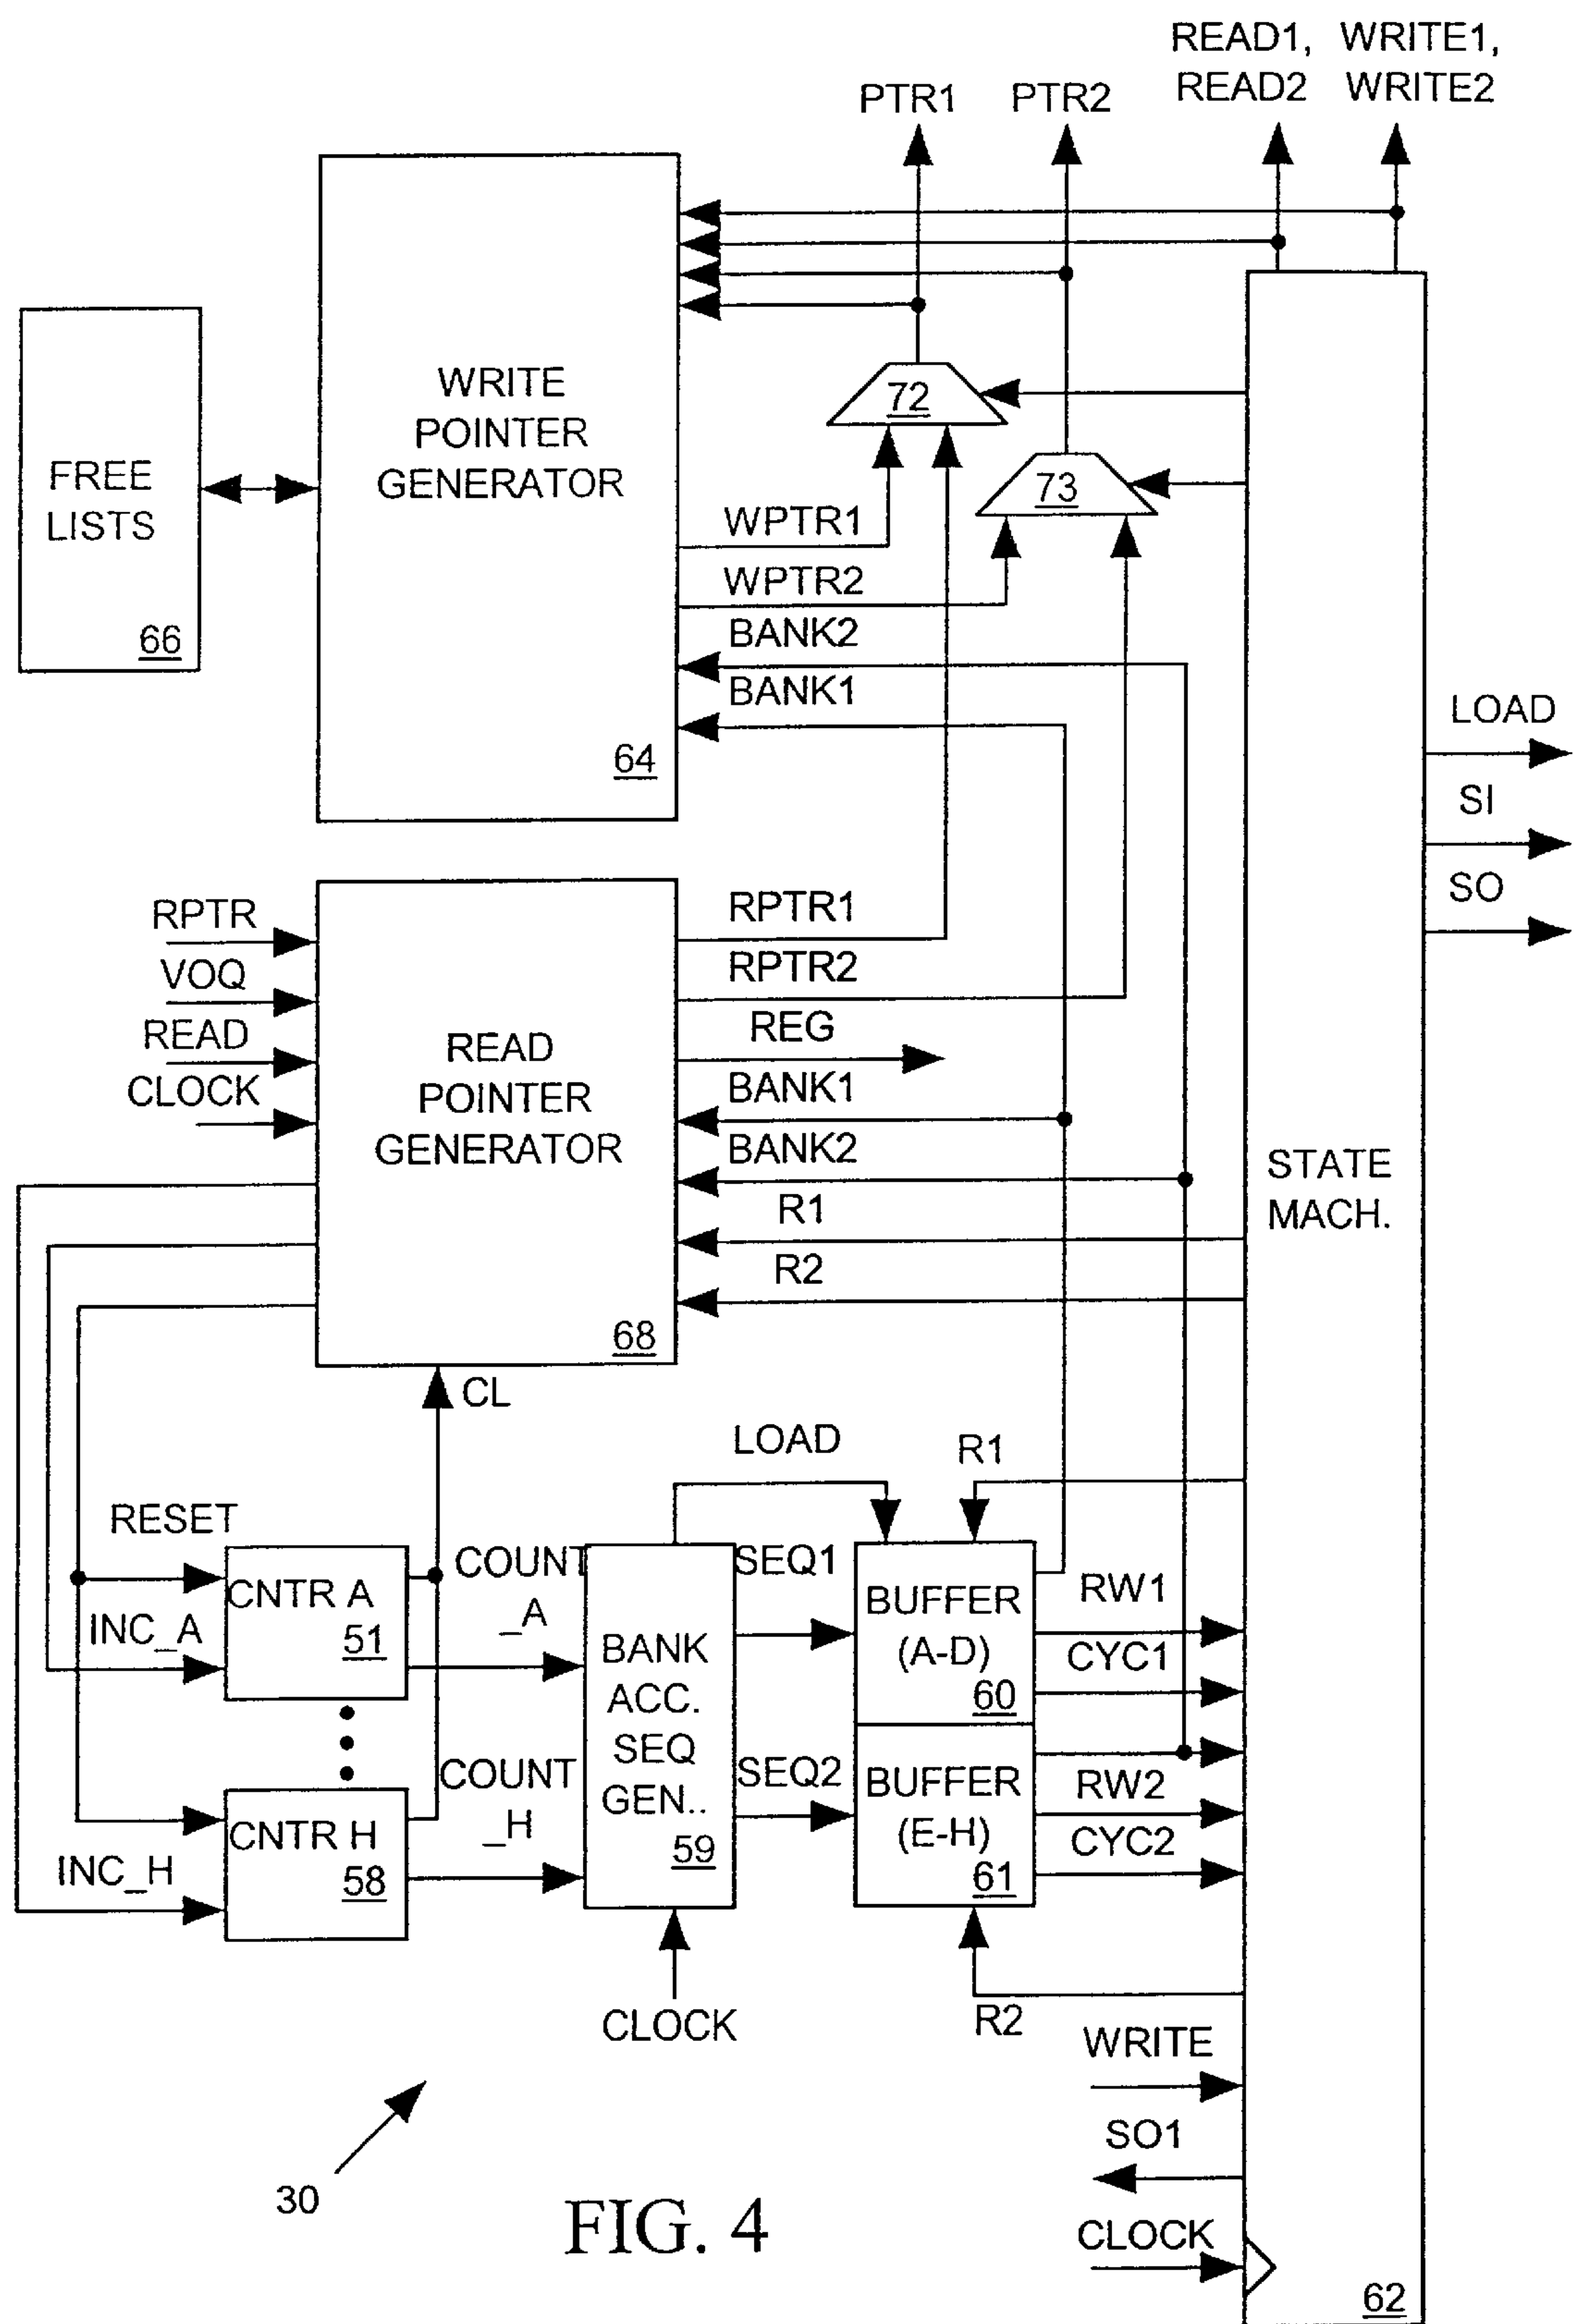 READ1, WRITE1,
READ2 WRITE2
PTR1 PTR2
WRITE
POINTER
GENERATOR
64
FREE
LISTS
66
72
73
WPTR1
WPTR2
BANK2
BANK1
LOAD
SI
SO
RPTR
VOQ
READ
CLOCK
READ
POINTER
GENERATOR
68
RPTR1
RPTR2
REG
BANK1
BANK2
R1
R2
STATE
MACH.
CL
LOAD
R1
RESET
CNTR A
51
INC_A
COUNT
_A
CNTR H
58
INC_H
COUNT
_H
BANK
ACC.
SEQ
GEN..
59
CLOCK
SEQ1
SEQ2
BUFFER
(A-D)
60
BUFFER
(E-H)
61
RW1
CYC1
RW2
CYC2
R2
WRITE
SO1
CLOCK
62
30
FIG. 4